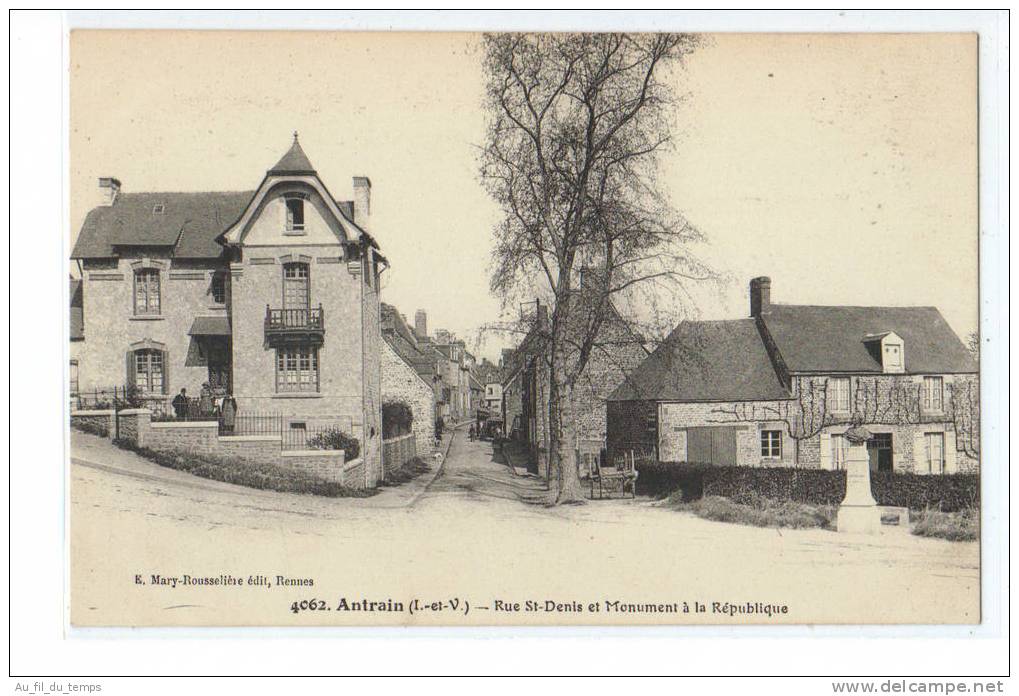 E. Mary-Rousselière édit, Rennes
4062. Antrain (I.-et-V.) — Rue St-Denis et Monument à la République
Au_fil_du_temps
www.delcampe.net